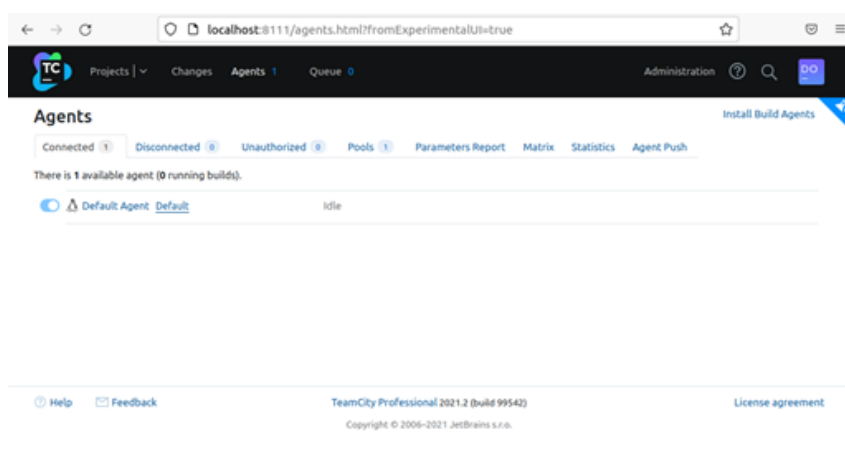 localhost:8111/agents.html?fromExperimentalUI=true
TC Projects Changes Agents 1 Queue 0 Administration DO
Agents
Install Build Agents
Connected 1 Disconnected 0 Unauthorized 0 Pools 1 Parameters Report Matrix Statistics Agent Push
There is 1 available agent (0 running builds).
Default Agent Default Idle
Help Feedback TeamCity Professional 2021.2 (build 99542) License agreement
Copyright © 2006–2021 JetBrains s.r.o.